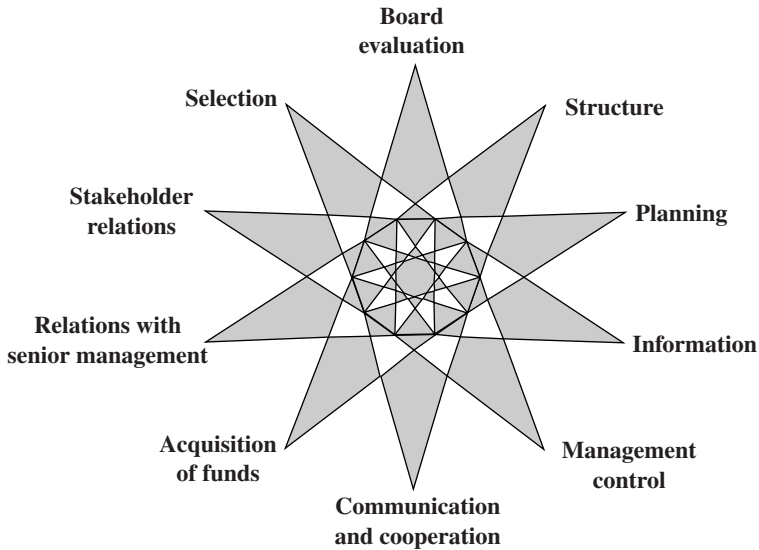 Board
evaluation
Selection
Structure
Stakeholder
relations
Planning
Relations with
senior management
Information
Acquisition
of funds
Management
control
Communication
and cooperation